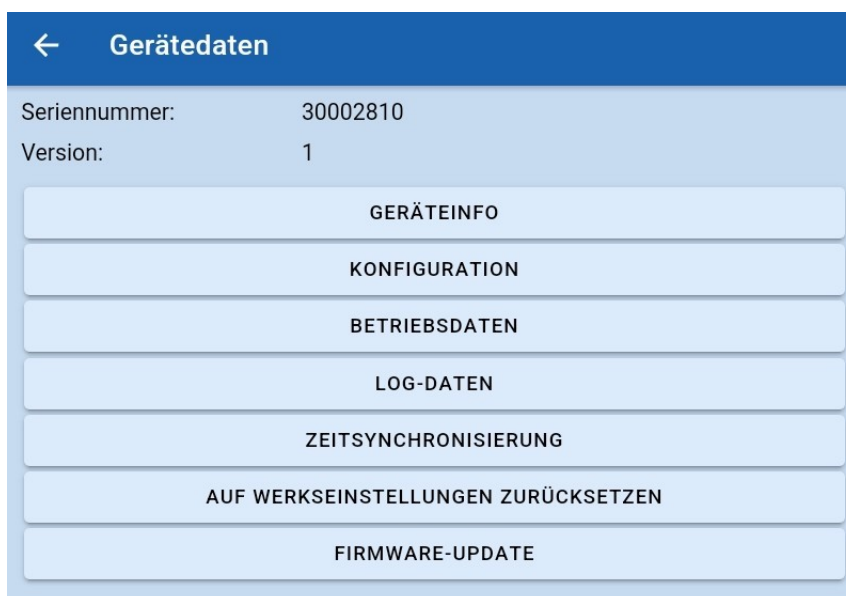 Gerätedaten
Seriennummer: 30002810
Version: 1
GERÄTEINFO
KONFIGURATION
BETRIEBSDATEN
LOG-DATEN
ZEITSYNCHRONISIERUNG
AUF WERKSEINSTELLUNGEN ZURÜCKSETZEN
FIRMWARE-UPDATE